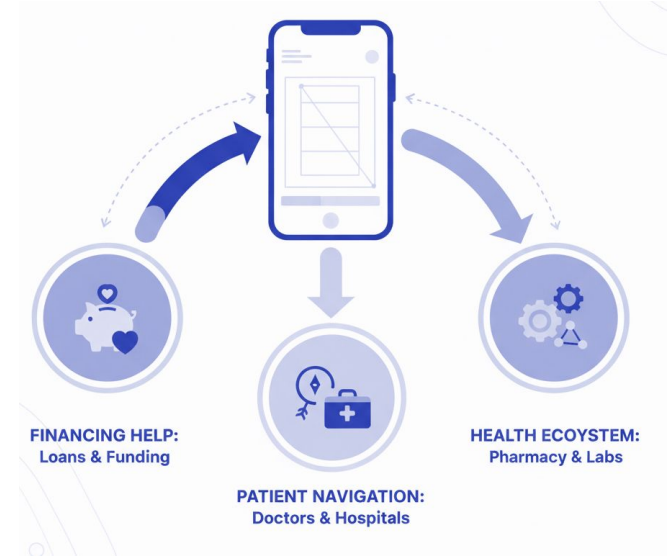 FINANCING HELP:
Loans & Funding
PATIENT NAVIGATION:
Doctors & Hospitals
HEALTH ECOYSTEM:
Pharmacy & Labs